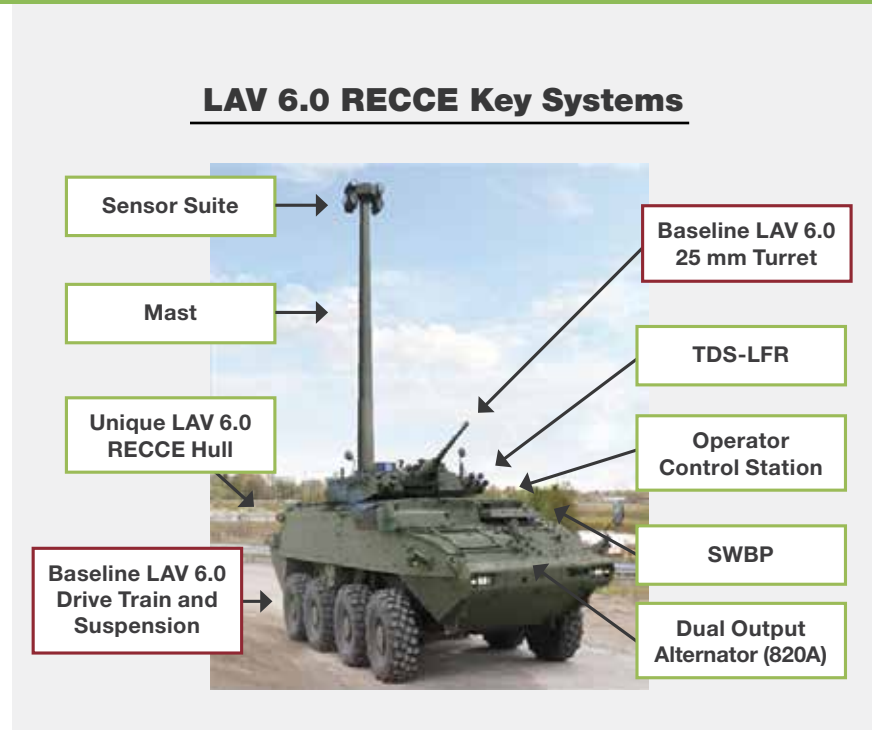 LAV 6.0 RECCE Key Systems
Sensor Suite
Mast
Unique LAV 6.0
RECCE Hull
Baseline LAV 6.0
Drive Train and
Suspension
Baseline LAV 6.0
25 mm Turret
TDS-LFR
Operator
Control Station
SWBP
Dual Output
Alternator (820A)